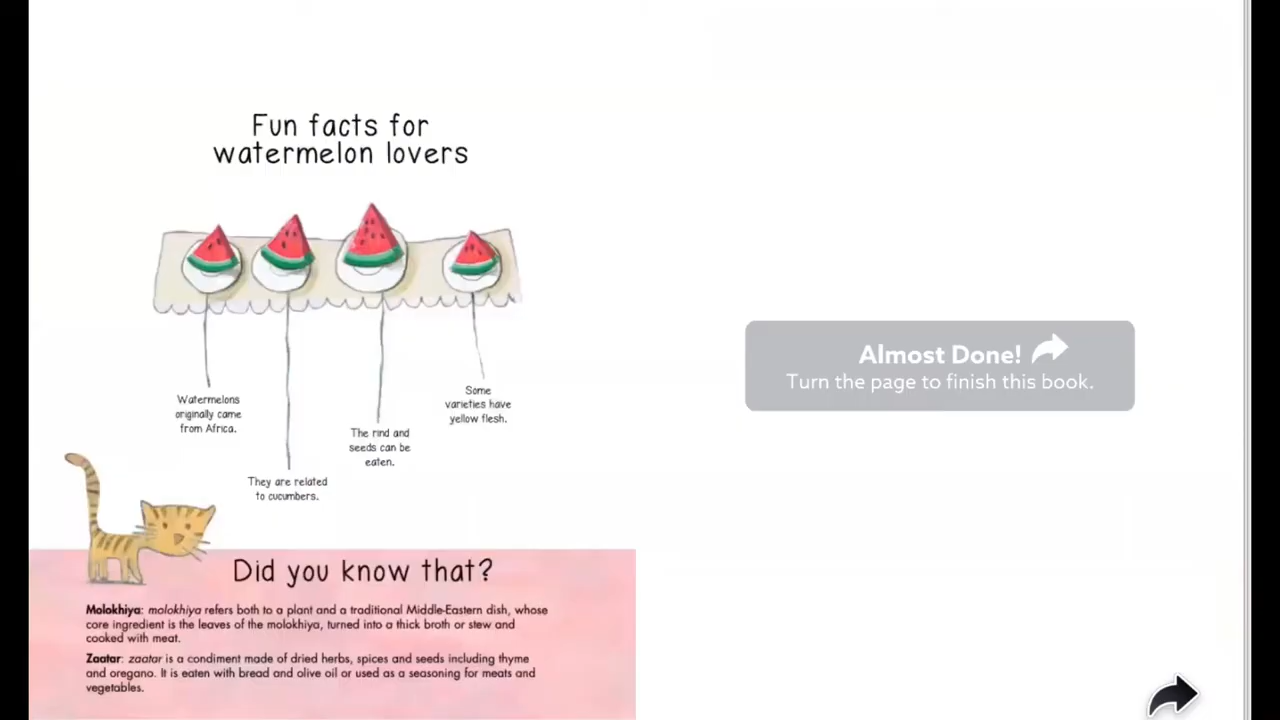 Fun facts for
watermelon lovers
Watermelons
originally came
from Africa.
They are related
to cucumbers.
The rind and
seeds can be
eaten.
Some
varieties have
yellow flesh.
Did you know that?
Molokhiya: molokhiya refers both to a plant and a traditional Middle-Eastern dish, whose
core ingredient is the leaves of the molokhiya, turned into a thick broth or stew and
cooked with meat.
Zaatar: zaatar is a condiment made of dried herbs, spices and seeds including thyme
and oregano. It is eaten with bread and olive oil or used as a seasoning for meats and
vegetables.
Almost Done!
Turn the page to finish this book.